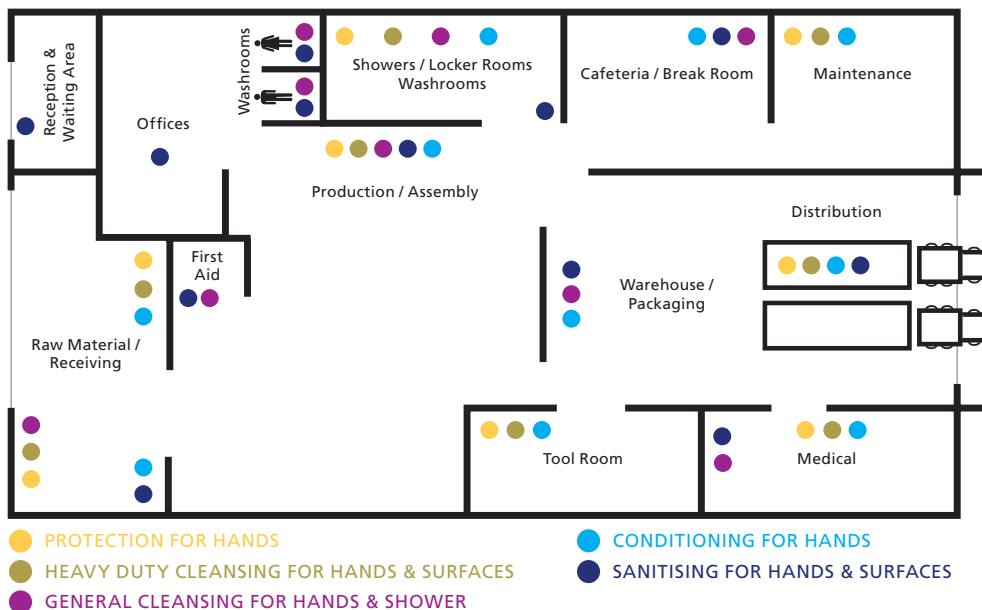 Reception &
Waiting Area
Offices
Washrooms
Showers / Locker Rooms
Washrooms
Cafeteria / Break Room
Maintenance
Production / Assembly
Distribution
First
Aid
Warehouse /
Packaging
Raw Material /
Receiving
Tool Room
Medical
PROTECTION FOR HANDS
HEAVY DUTY CLEANSING FOR HANDS & SURFACES
GENERAL CLEANSING FOR HANDS & SHOWER
CONDITIONING FOR HANDS
SANITISING FOR HANDS & SURFACES